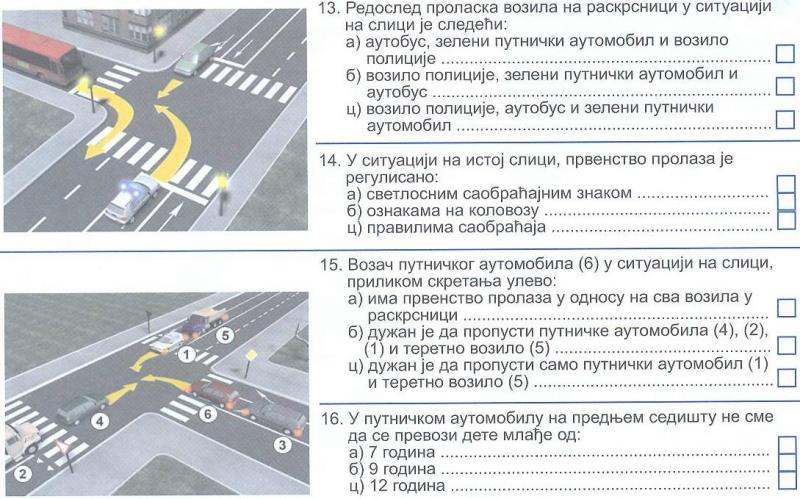 13. Редослед проласка возила на раскрсници у ситуацији
на слици је следећи:
а) аутобус, зелени путнички аутомобил и возило
полиције
б) возило полиције, зелени путнички аутомобил и
аутобус
ц) возило полиције, аутобус и зелени путнички
аутомобил
14. У ситуацији на истој слици, првенство пролаза је
регулисано:
а) светлосним саобраћајним знаком
б) ознакама на коловозу
ц) правилима саобраћаја
15. Возач путничког аутомобила (6) у ситуацији на слици,
приликом скретања улево:
а) има првенство пролаза у односу на сва возила у
раскрсници
б) дужан је да пропусти путничке аутомобила (4), (2),
(1) и теретно возило (5)
ц) дужан је да пропусти само путнички аутомобил (1)
и теретно возило (5)
1
5
4
6
3
2
16. У путничком аутомобилу на предњем седишту не сме
да се превози дете млађе од:
а) 7 година
б) 9 година
ц) 12 година